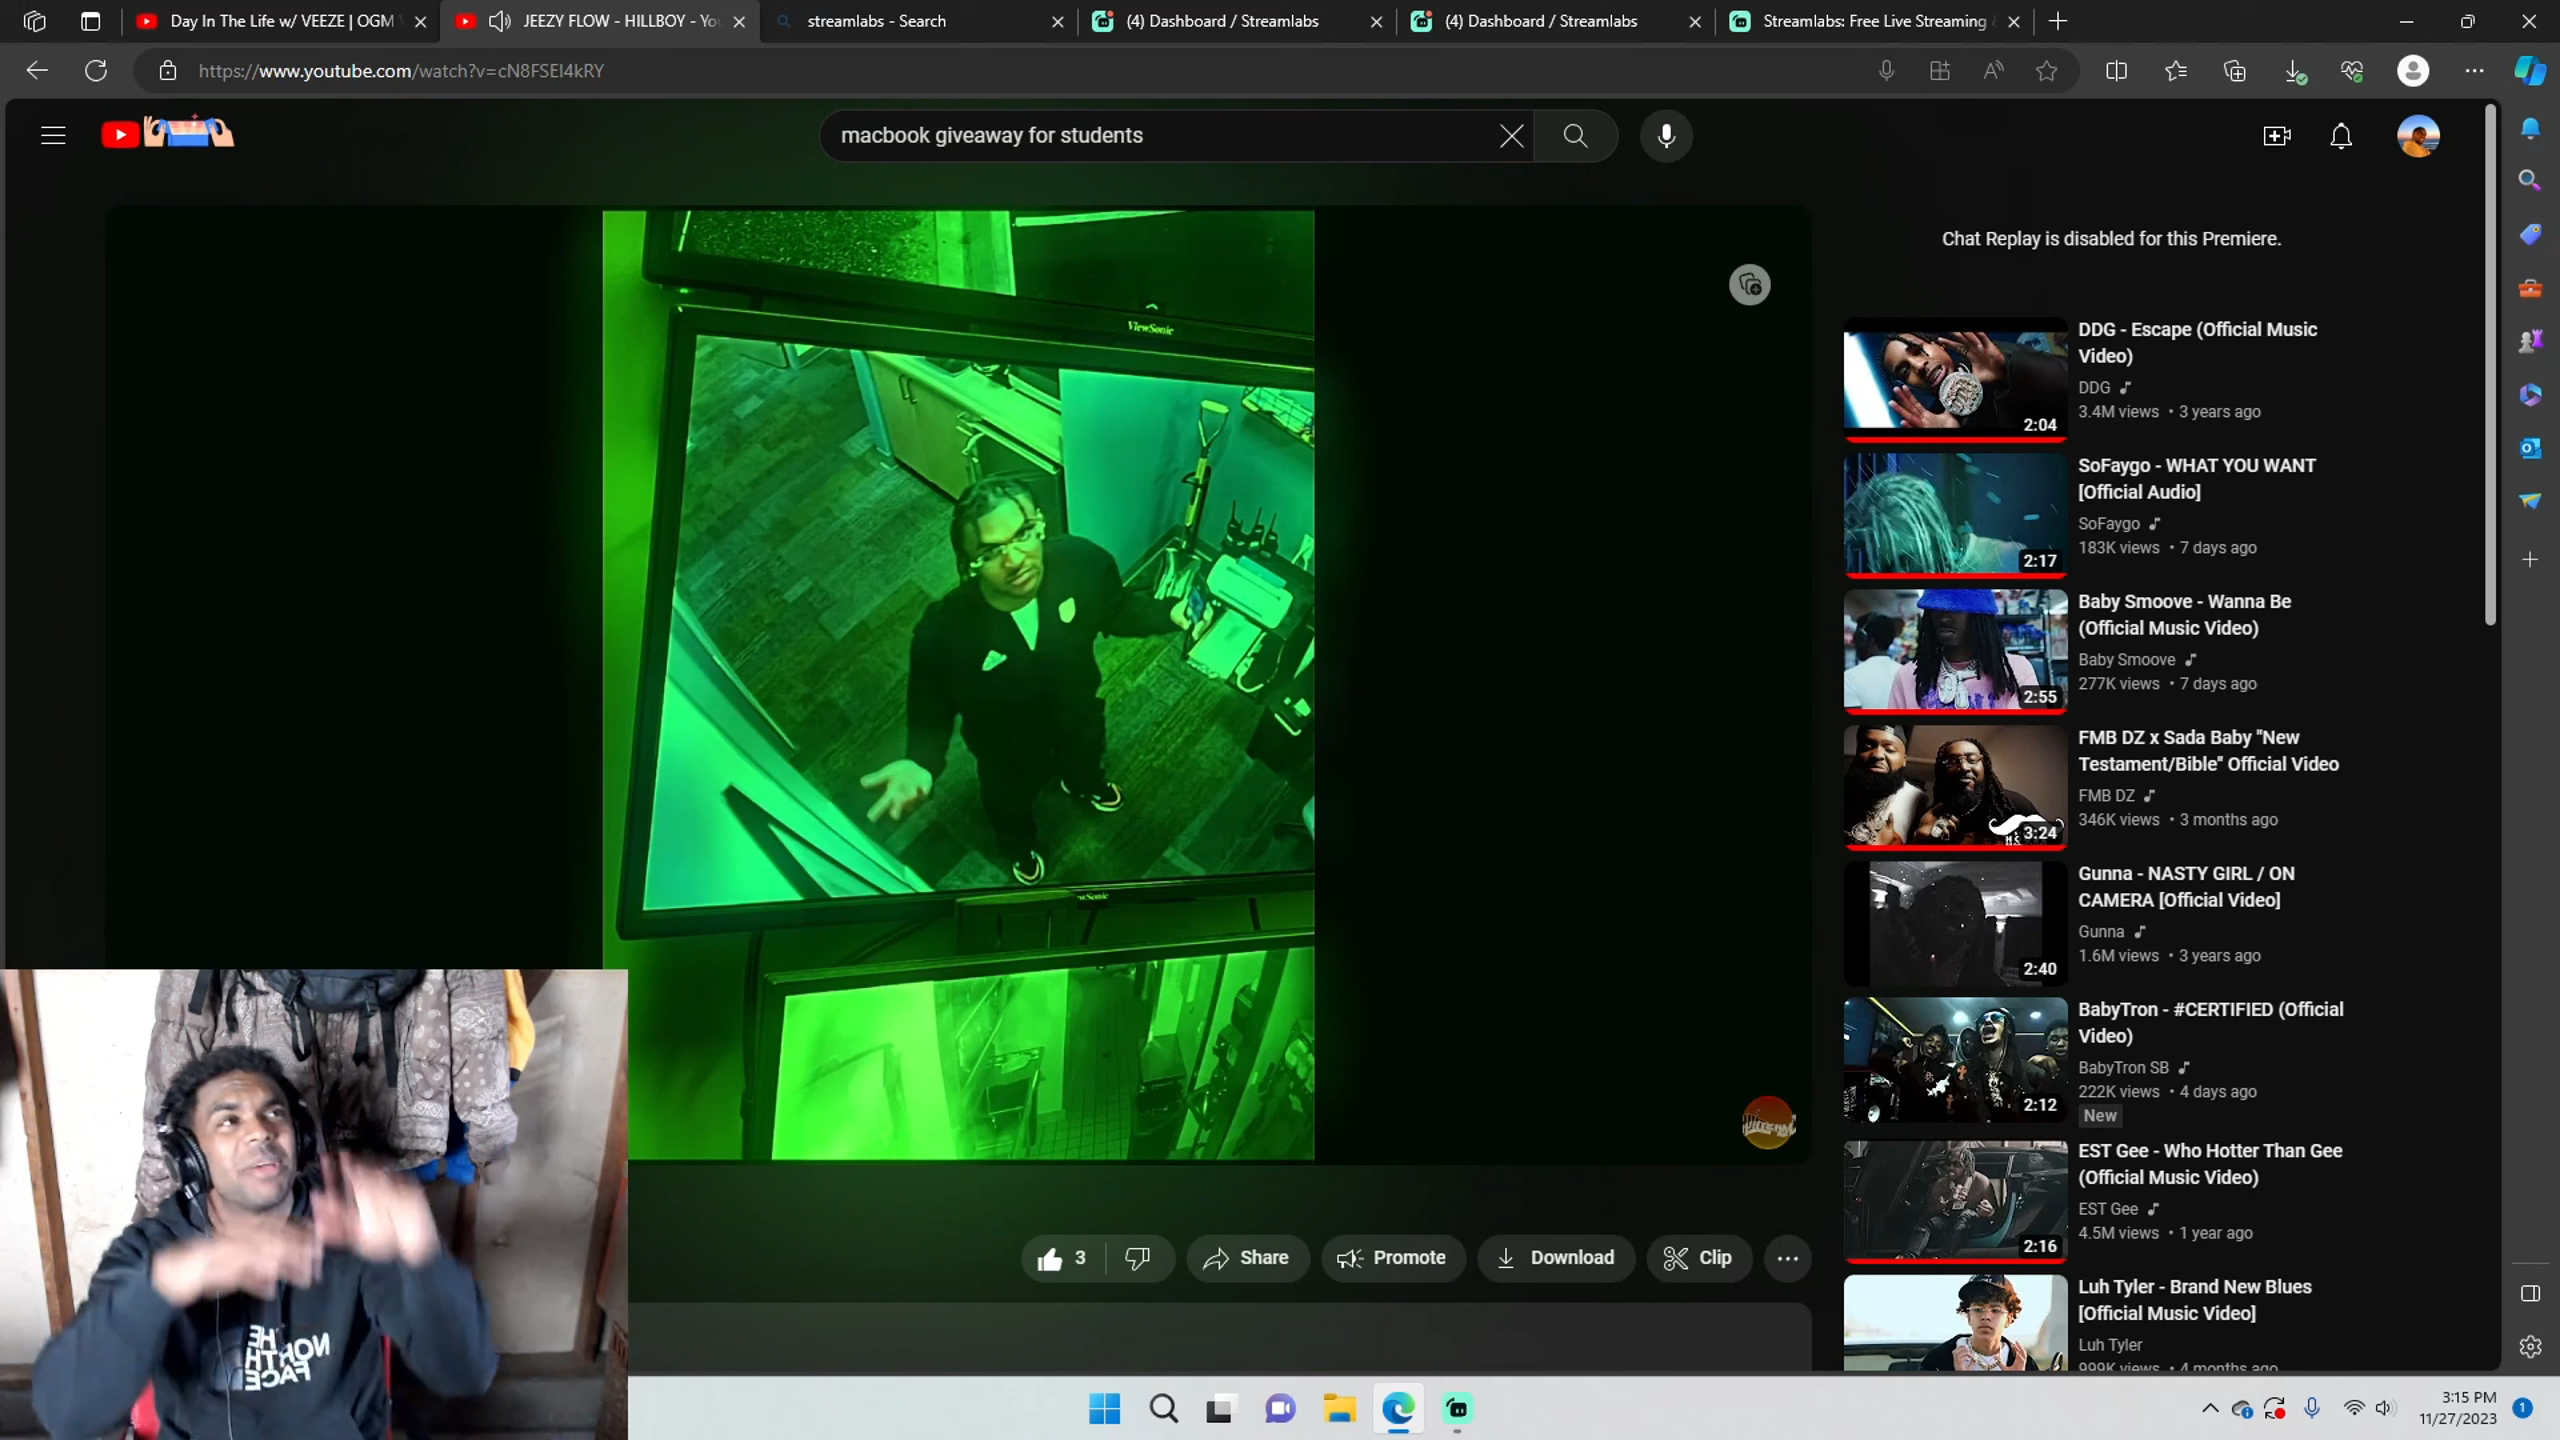 Day In The Life w/ VEEZE | OGM
JEEZY FLOW - HILLBOY - Yo
streamlabs - Search
(4) Dashboard / Streamlabs
(4) Dashboard / Streamlabs
Streamlabs: Free Live Streaming
https://www.youtube.com/watch?v=cN8FSEI4kRY
macbook giveaway for students
Chat Replay is disabled for this Premiere.
ViewSonic
DDG - Escape (Official Music
Video)
DDG
3.4M views • 3 years ago
2:04
SoFaygo - WHAT YOU WANT
[Official Audio]
SoFaygo
183K views • 7 days ago
2:17
Baby Smoove - Wanna Be
(Official Music Video)
Baby Smoove
277K views • 7 days ago
2:55
FMB DZ x Sada Baby "New
Testament/Bible" Official Video
FMB DZ
346K views • 3 months ago
3:24
Gunna - NASTY GIRL / ON
CAMERA [Official Video]
Gunna
1.6M views • 3 years ago
2:40
BabyTron - #CERTIFIED (Official
Video)
BabyTron SB
222K views • 4 days ago
2:12
New
EST Gee - Who Hotter Than Gee
(Official Music Video)
EST Gee
4.5M views • 1 year ago
2:16
Luh Tyler - Brand New Blues
[Official Music Video]
Luh Tyler
999K views • 4 months ago
3
Share
Promote
Download
Clip
THE
NORTH
FACE
3:15 PM
11/27/2023
1